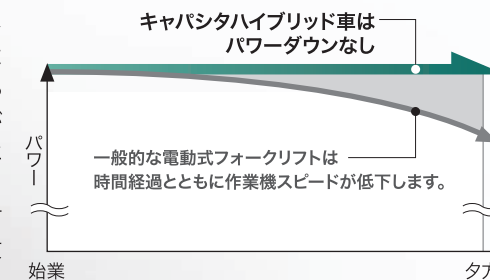 キャパシタハイブリッド車は
パワーダウンなし
パワー
一般的な電動式フォークリフトは
時間経過とともに作業機スピードが低下します。
始業